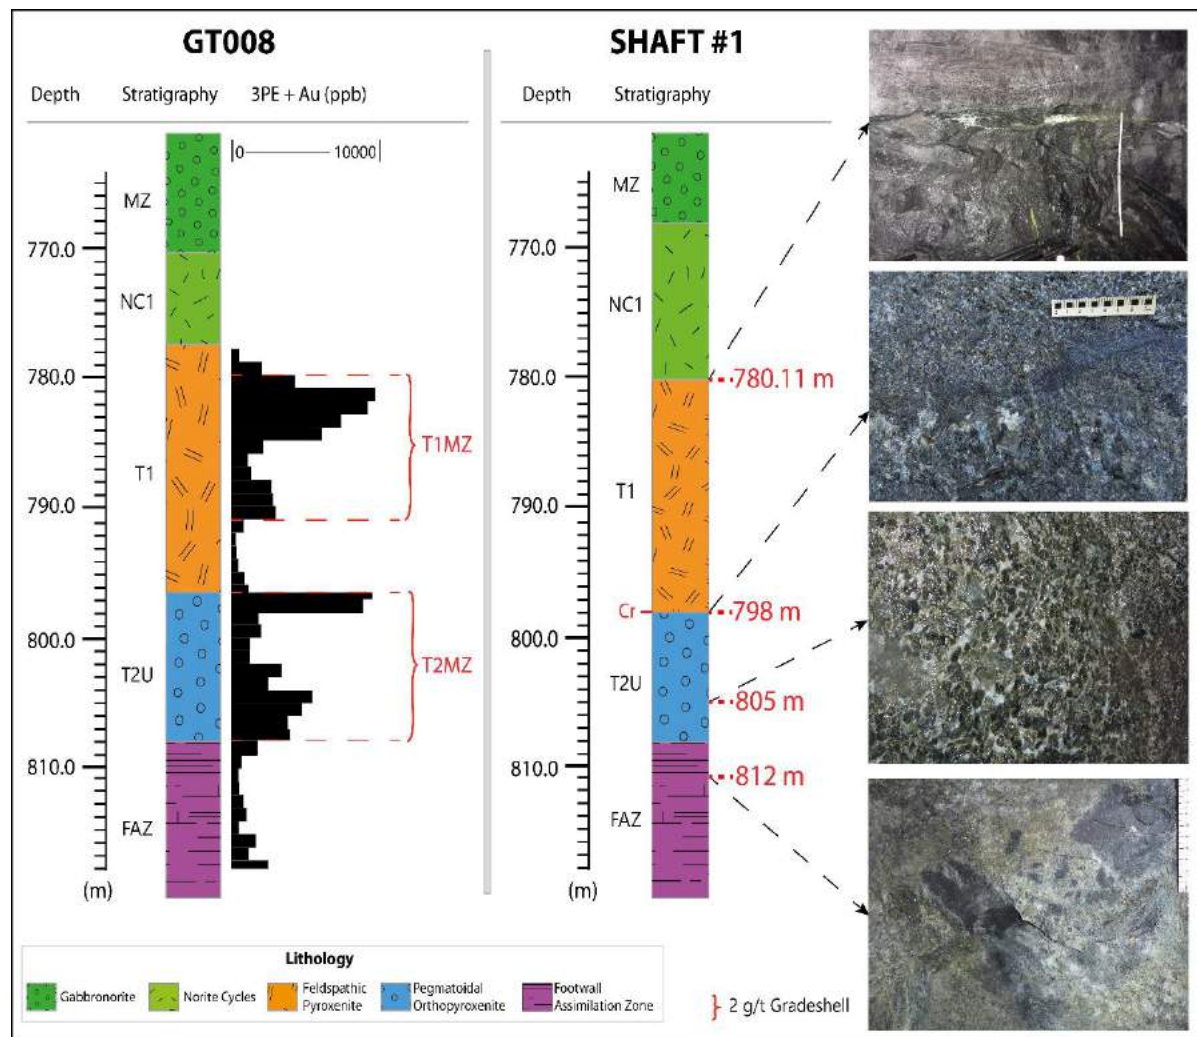 GT008
Depth Stratigraphy 3PE + Au (ppb)
0 10000
MZ
770.0
NC1
780.0
T1MZ
T1
790.0
800.0
T2U
T2MZ
810.0
FAZ
(m)
SHAFT #1
Depth Stratigraphy
MZ
770.0
NC1
780.0
780.11 m
T1
790.0
Cr
798 m
800.0
T2U
805 m
810.0
812 m
FAZ
(m)
Lithology
Gabbronorite
Norite Cycles
Feldspathic
Pyroxenite
Pegmatoidal
Orthopyroxenite
Footwall
Assimilation Zone
} 2 g/t Gradeshell